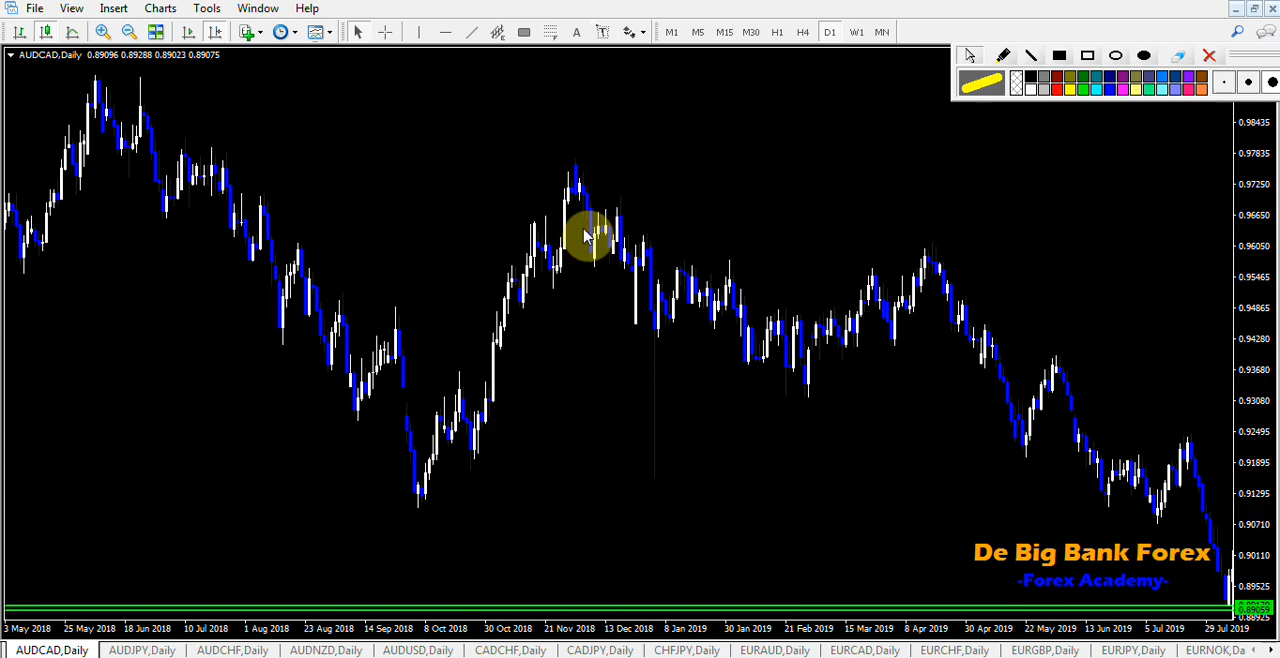 File View Insert Charts Tools Window Help
A T M1 M5 M15 M30 H1 H4 D1 W1 MN
AUDCAD,Daily 0.89096 0.89288 0.89023 0.89075
0.98435
0.97835
0.97250
0.96650
0.96050
0.95465
0.94865
0.94280
0.93680
0.93080
0.92495
0.91895
0.91295
0.90710
0.90110
0.89525
0.89059
0.88925
De Big Bank Forex
-Forex Academy-
3 May 2018 25 May 2018 18 Jun 2018 10 Jul 2018 1 Aug 2018 23 Aug 2018 14 Sep 2018 8 Oct 2018 30 Oct 2018 21 Nov 2018 13 Dec 2018 8 Jan 2019 30 Jan 2019 21 Feb 2019 15 Mar 2019 8 Apr 2019 30 Apr 2019 22 May 2019 13 Jun 2019 5 Jul 2019 29 Jul 2019
AUDCAD,Daily AUDJPY,Daily AUDCHF,Daily AUDNZD,Daily AUDUSD,Daily CADCHF,Daily CADJPY,Daily CHFJPY,Daily EURAUD,Daily EURCAD,Daily EURCHF,Daily EURGBP,Daily EURJPY,Daily EURNOK,Da